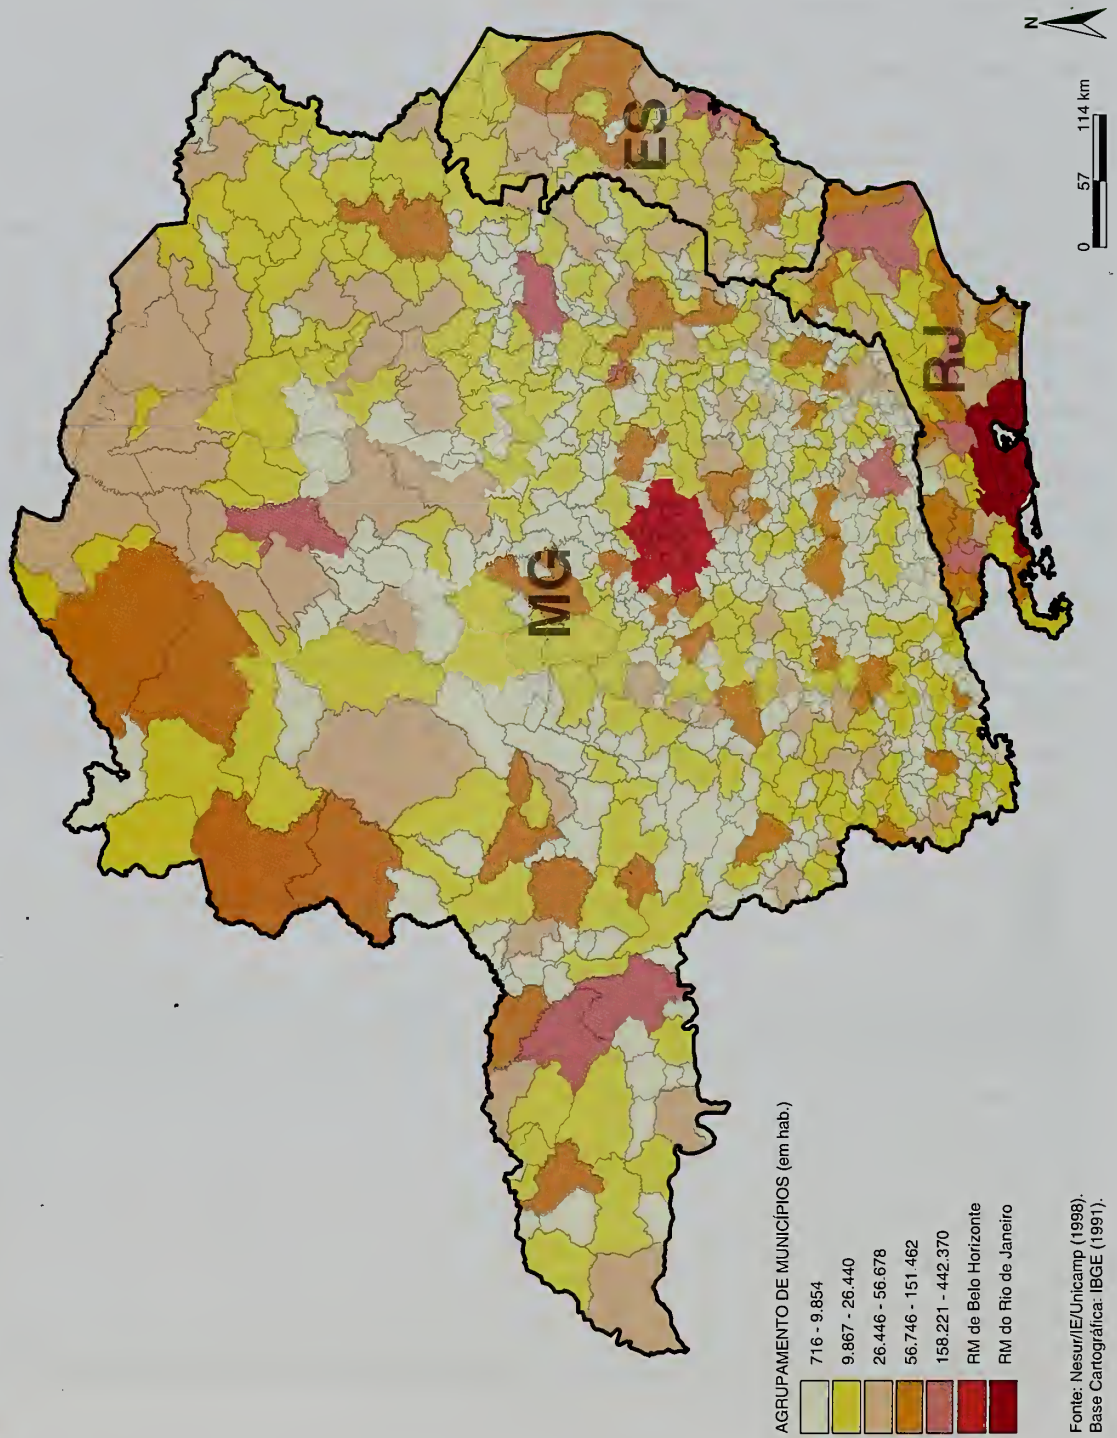 N
MG
ES
RJ
0 57 114 km
AGRUPAMENTO DE MUNICÍPIOS (em hab.)
716 - 9.854
9.867 - 26.440
26.446 - 56.678
56.746 - 151.462
158.221 - 442.370
RM de Belo Horizonte
RM do Rio de Janeiro
Fonte: Nesur/IE/Unicamp (1998).
Base Cartográfica: IBGE (1991).